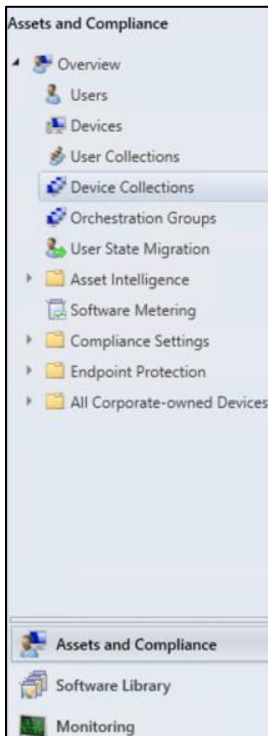 Assets and Compliance
Overview
Users
Devices
User Collections
Device Collections
Orchestration Groups
User State Migration
Asset Intelligence
Software Metering
Compliance Settings
Endpoint Protection
All Corporate-owned Devices
Assets and Compliance
Software Library
Monitoring